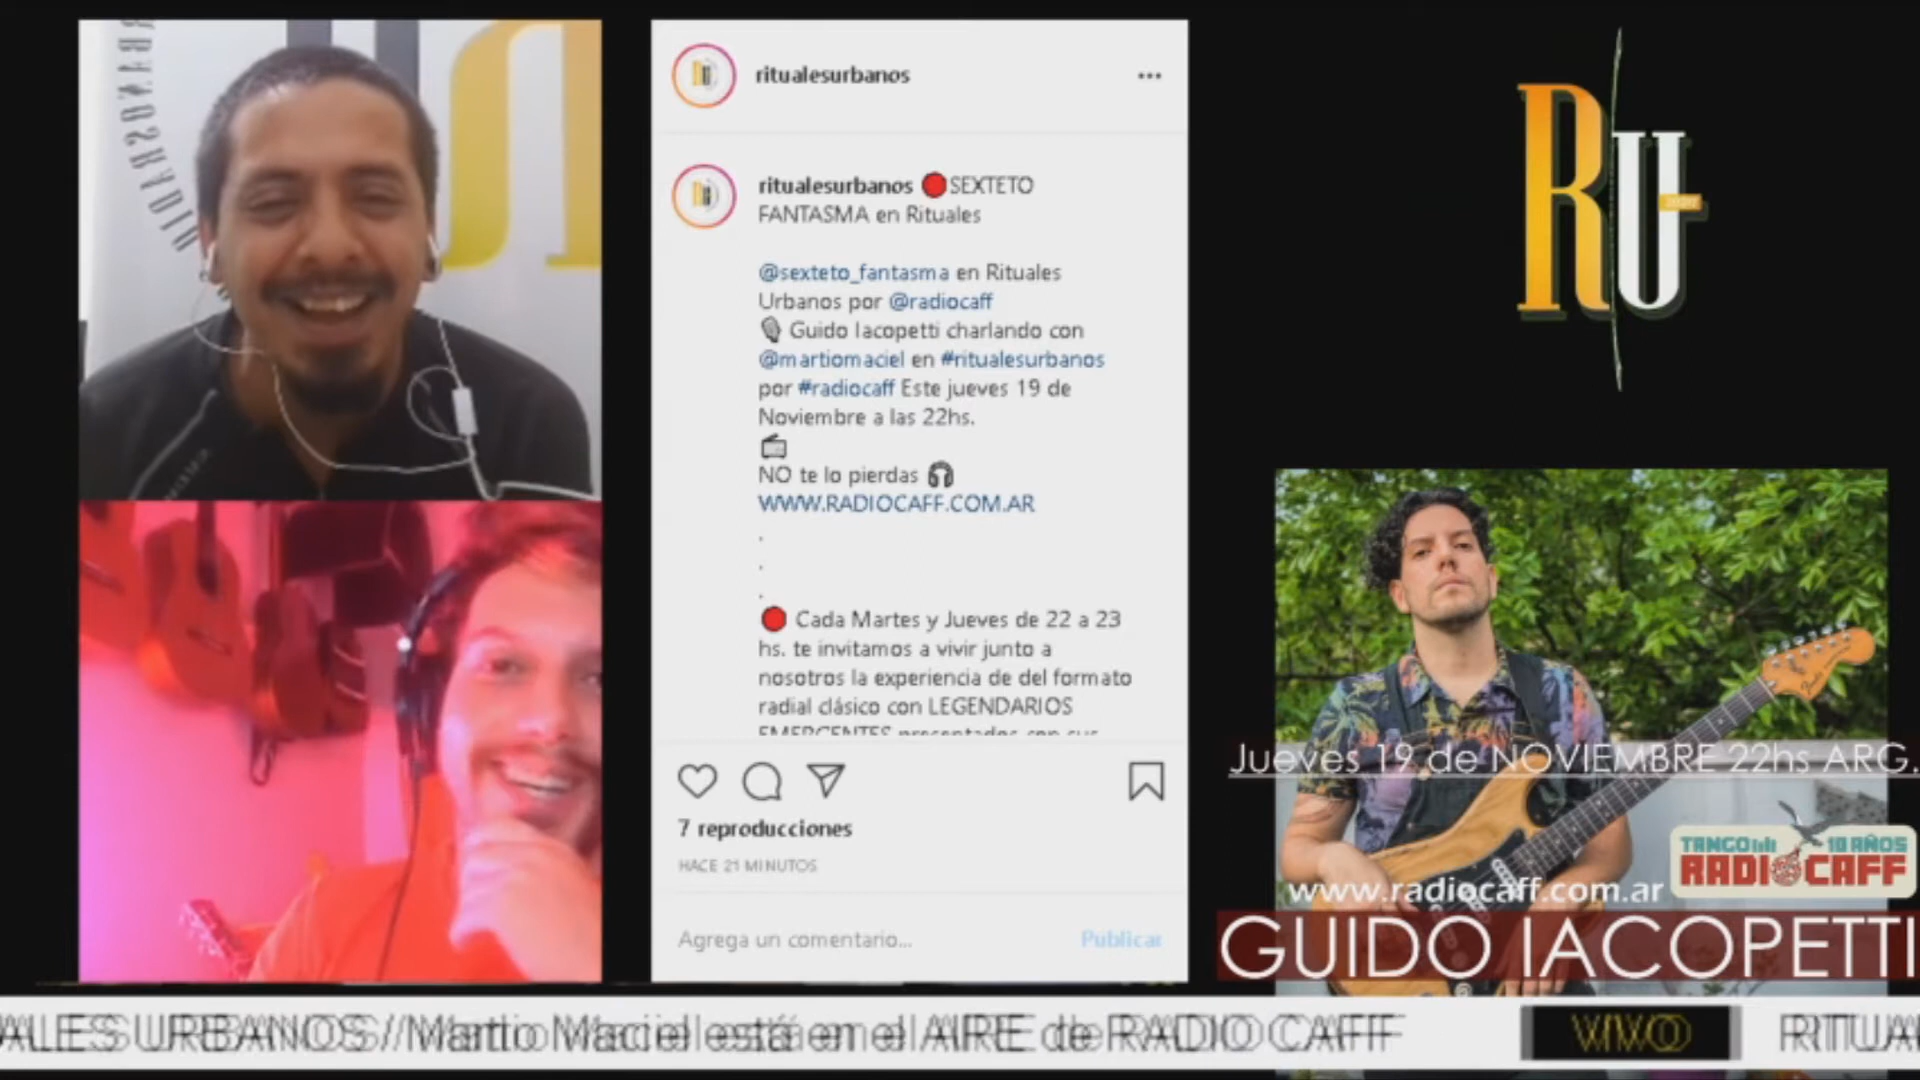 ritualesurbanos
ritualesurbanos 🔴SEXTETO
FANTASMA en Rituales
@sexteto_fantasma en Rituales
Urbanos por @radiocaff
🎙 Guido Iacopetti charlando con
@martiomaciel en #ritualesurbanos
por #radiocaff Este jueves 19 de
Noviembre a las 22hs.
📻
NO te lo pierdas 🎧
WWW.RADIOCAFF.COM.AR
.
.
.
🔴 Cada Martes y Jueves de 22 a 23
hs. te invitamos a vivir junto a
nosotros la experiencia de del formato
radial clásico con LEGENDARIOS
7 reproducciones
HACE 21 MINUTOS
Agrega un comentario...
Publicar
RU
Fender
Jueves 19 de NOVIEMBRE 22hs ARG.
TANGO 10 AÑOS
RADIOCAFF
www.radiocaff.com.ar
GUIDO IACOPETTI
ALES URBANOS // Martio Maciel está en el AIRE de RADIO CAFF
VIVO
RITUA